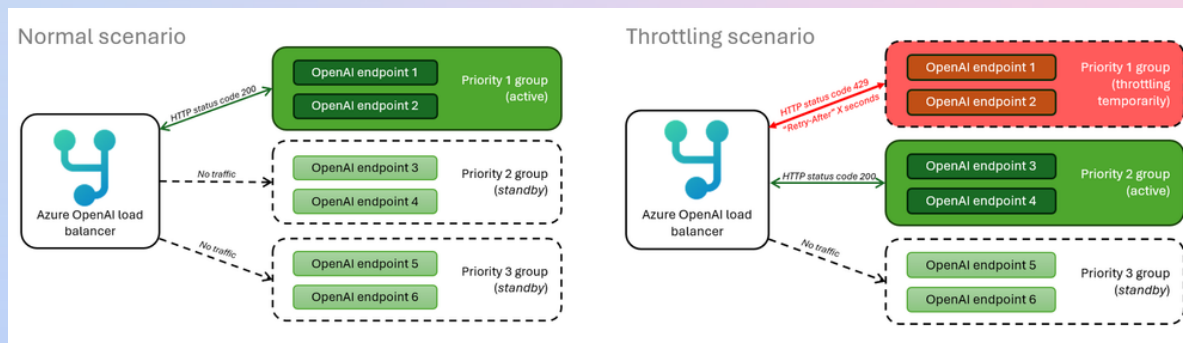 Normal scenario
HTTP status code 200
OpenAI endpoint 1
OpenAI endpoint 2
Priority 1 group
(active)
Azure OpenAI load
balancer
No traffic
OpenAI endpoint 3
OpenAI endpoint 4
Priority 2 group
(standby)
No traffic
OpenAI endpoint 5
OpenAI endpoint 6
Priority 3 group
(standby)
Throttling scenario
HTTP status code 429
"Retry-After" X seconds
OpenAI endpoint 1
OpenAI endpoint 2
Priority 1 group
(throttling
temporarily)
Azure OpenAI load
balancer
HTTP status code 200
OpenAI endpoint 3
OpenAI endpoint 4
Priority 2 group
(active)
No traffic
OpenAI endpoint 5
OpenAI endpoint 6
Priority 3 group
(standby)